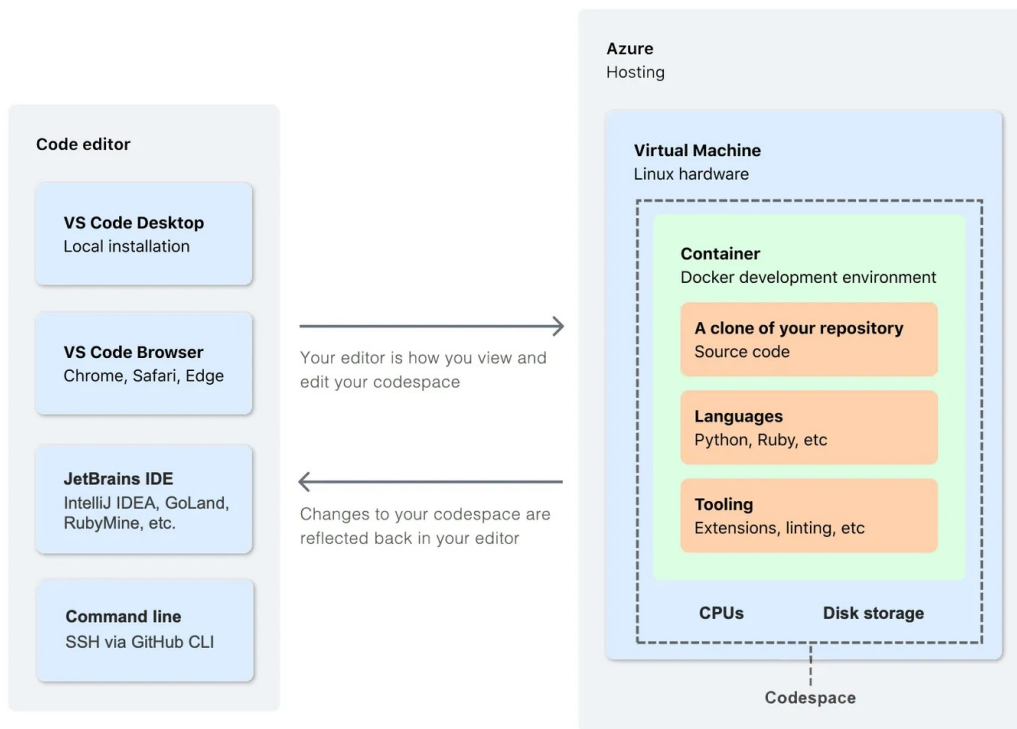 Code editor
VS Code Desktop
Local installation
VS Code Browser
Chrome, Safari, Edge
JetBrains IDE
IntelliJ IDEA, GoLand,
RubyMine, etc.
Command line
SSH via GitHub CLI
Your editor is how you view and
edit your codespace
Changes to your codespace are
reflected back in your editor
Azure
Hosting
Virtual Machine
Linux hardware
Container
Docker development environment
A clone of your repository
Source code
Languages
Python, Ruby, etc
Tooling
Extensions, linting, etc
CPUs
Disk storage
Codespace